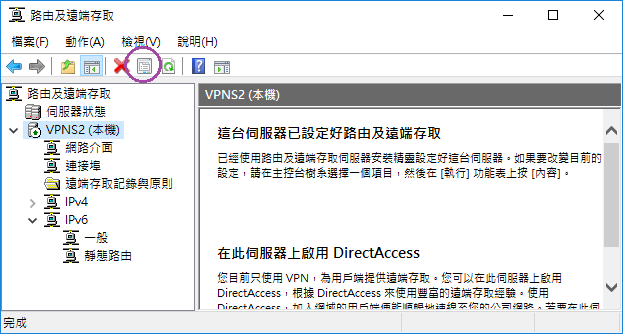 路由及遠端存取
檔案(F) 動作(A) 檢視(V) 說明(H)
路由及遠端存取
伺服器狀態
VPNS2 (本機)
網路介面
連接埠
遠端存取記錄與原則
IPv4
IPv6
一般
靜態路由
VPNS2 (本機)
這台伺服器已設定好路由及遠端存取
已經使用路由及遠端存取伺服器安裝精靈設定好這台伺服器。如果要改變目前的
設定，請在主控台樹系選擇一個項目，然後在 [執行] 功能表上按 [內容]。
在此伺服器上啟用 DirectAccess
您目前只使用 VPN，為用戶端提供遠端存取。您可以在此伺服器上啟用
DirectAccess，根據 DirectAccess 來使用豐富的遠端存取經驗。使用
DirectAccess，加入網域的用戶端便能順暢地連線至您的公司網路。若要在此伺
完成